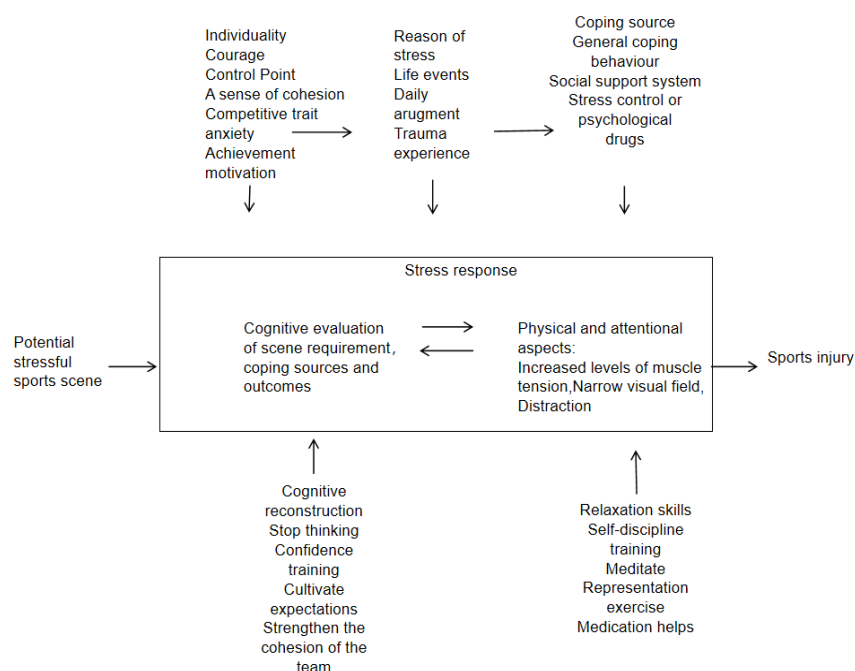 Individuality
Courage
Control Point
A sense of cohesion
Competitive trait
anxiety
Achievement
motivation
Reason of
stress
Life events
Daily
arugment
Trauma
experience
Coping source
General coping
behaviour
Social support system
Stress control or
psychological
drugs
Stress response
Potential
stressful
sports scene
Cognitive evaluation
of scene requirement,
coping sources and
outcomes
Physical and attentional
aspects:
Increased levels of muscle
tension,Narrow visual field,
Distraction
Sports injury
Cognitive
reconstruction
Stop thinking
Confidence
training
Cultivate
expectations
Strengthen the
cohesion of the
team
Relaxation skills
Self-discipline
training
Meditate
Representation
exercise
Medication helps